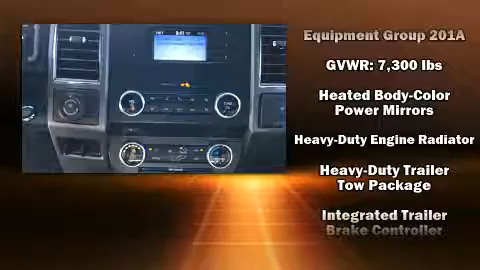 Equipment Group 201A
GVWR: 7,300 lbs
Heated Body-Color
Power Mirrors
Heavy-Duty Engine Radiator
Heavy-Duty Trailer
Tow Package
Integrated Trailer
Brake Controller